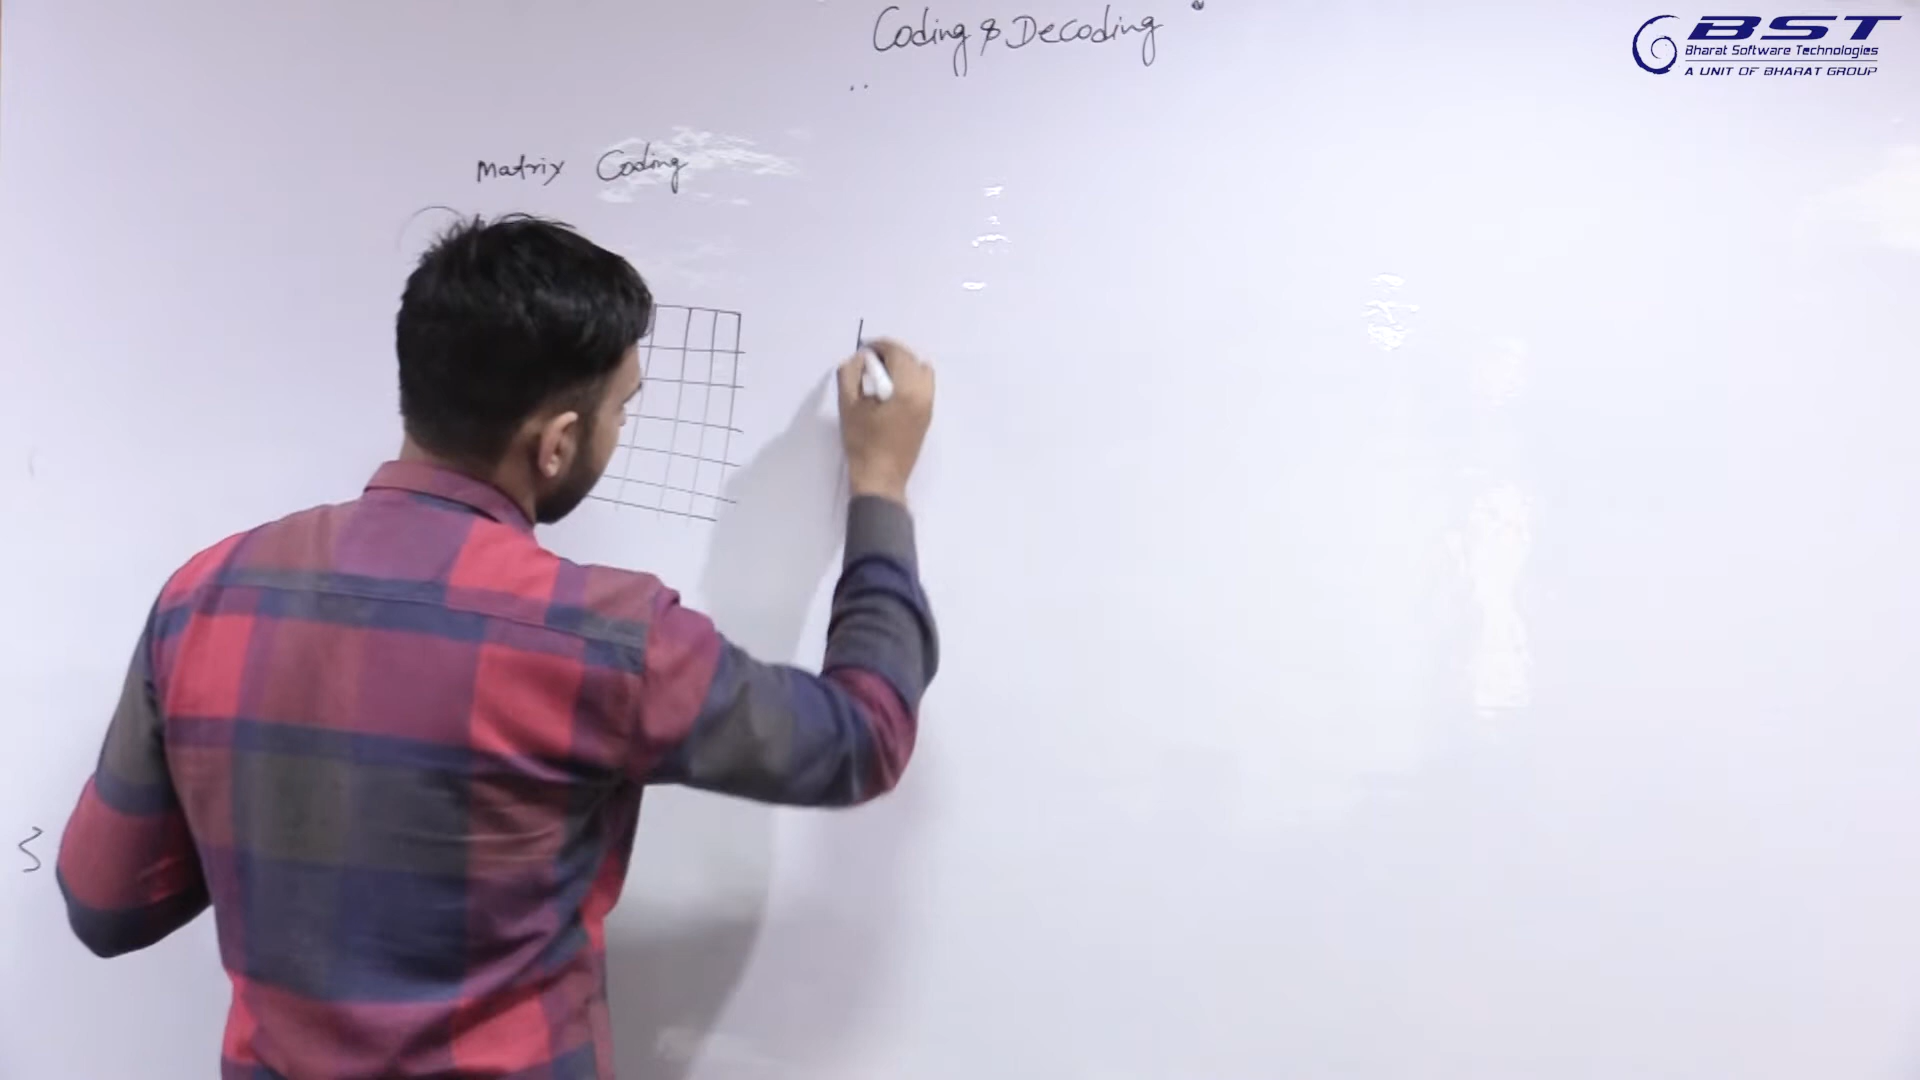 Coding & Decoding
BST
Bharat Software Technologies
A UNIT OF BHARAT GROUP
Matrix Coding